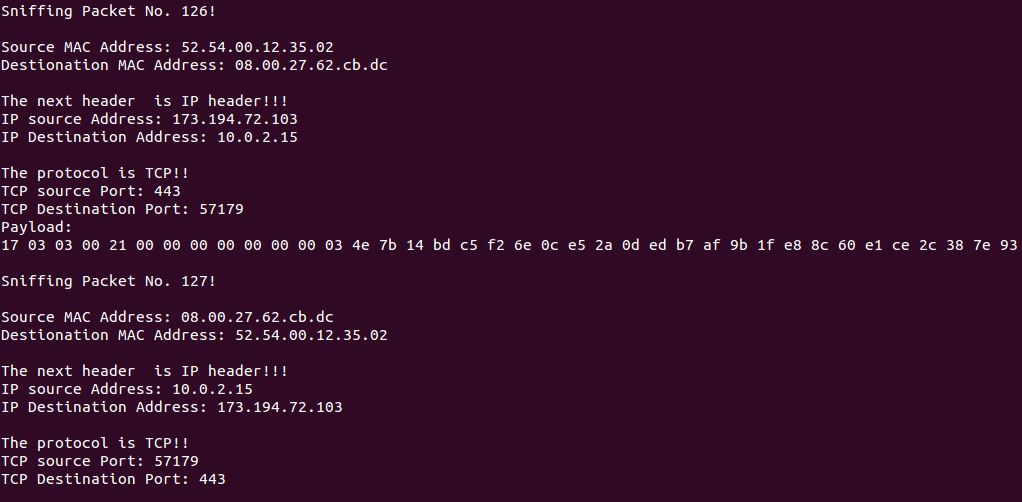 Sniffing Packet No. 126!
Source MAC Address: 52.54.00.12.35.02
Destionation MAC Address: 08.00.27.62.cb.dc
The next header  is IP header!!!
IP source Address: 173.194.72.103
IP Destination Address: 10.0.2.15
The protocol is TCP!!
TCP source Port: 443
TCP Destination Port: 57179
Payload:
17 03 03 00 21 00 00 00 00 00 00 00 03 4e 7b 14 bd c5 f2 6e 0c e5 2a 0d ed b7 af 9b 1f e8 8c 60 e1 ce 2c 38 7e 93
Sniffing Packet No. 127!
Source MAC Address: 08.00.27.62.cb.dc
Destionation MAC Address: 52.54.00.12.35.02
The next header  is IP header!!!
IP source Address: 10.0.2.15
IP Destination Address: 173.194.72.103
The protocol is TCP!!
TCP source Port: 57179
TCP Destination Port: 443